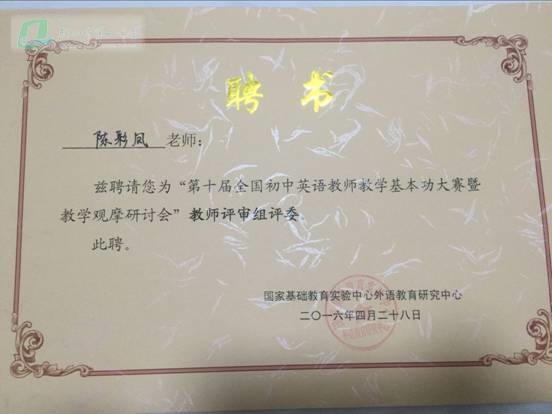 聘书
陈彩凤 老师：
兹聘请您为“第十届全国初中英语教师教学基本功大赛暨
教学观摩研讨会”教师评审组评委。
此聘。
国家基础教育实验中心外语教育研究中心
二〇一六年四月二十八日